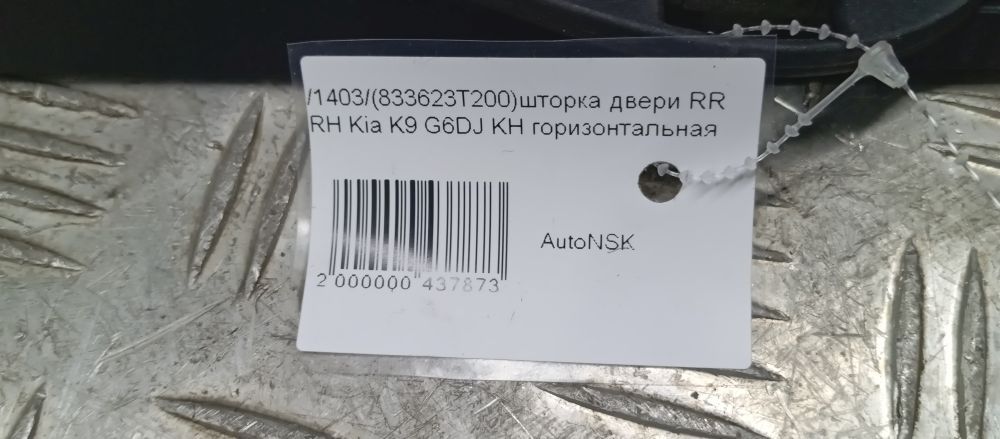 /1403/(833623T200)шторка двери RR
RH Kia K9 G6DJ KH горизонтальная
AutoNSK
2 000000 437873